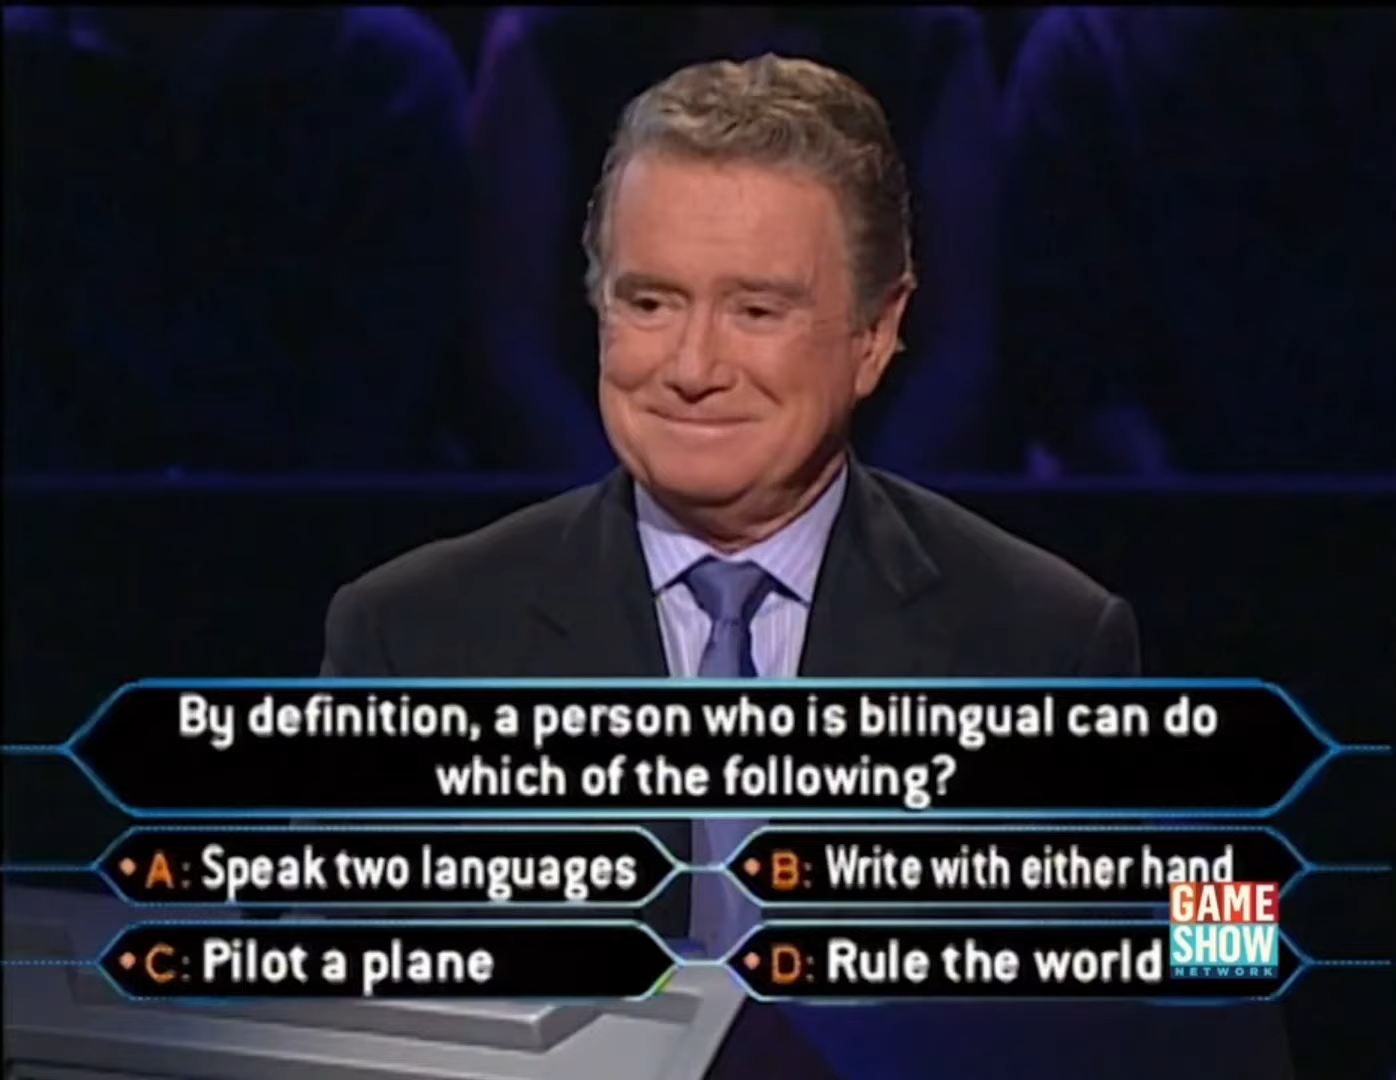 By definition, a person who is bilingual can do
which of the following?
A: Speak two languages
B: Write with either hand
C: Pilot a plane
D: Rule the world
GAME
SHOW
NETWORK